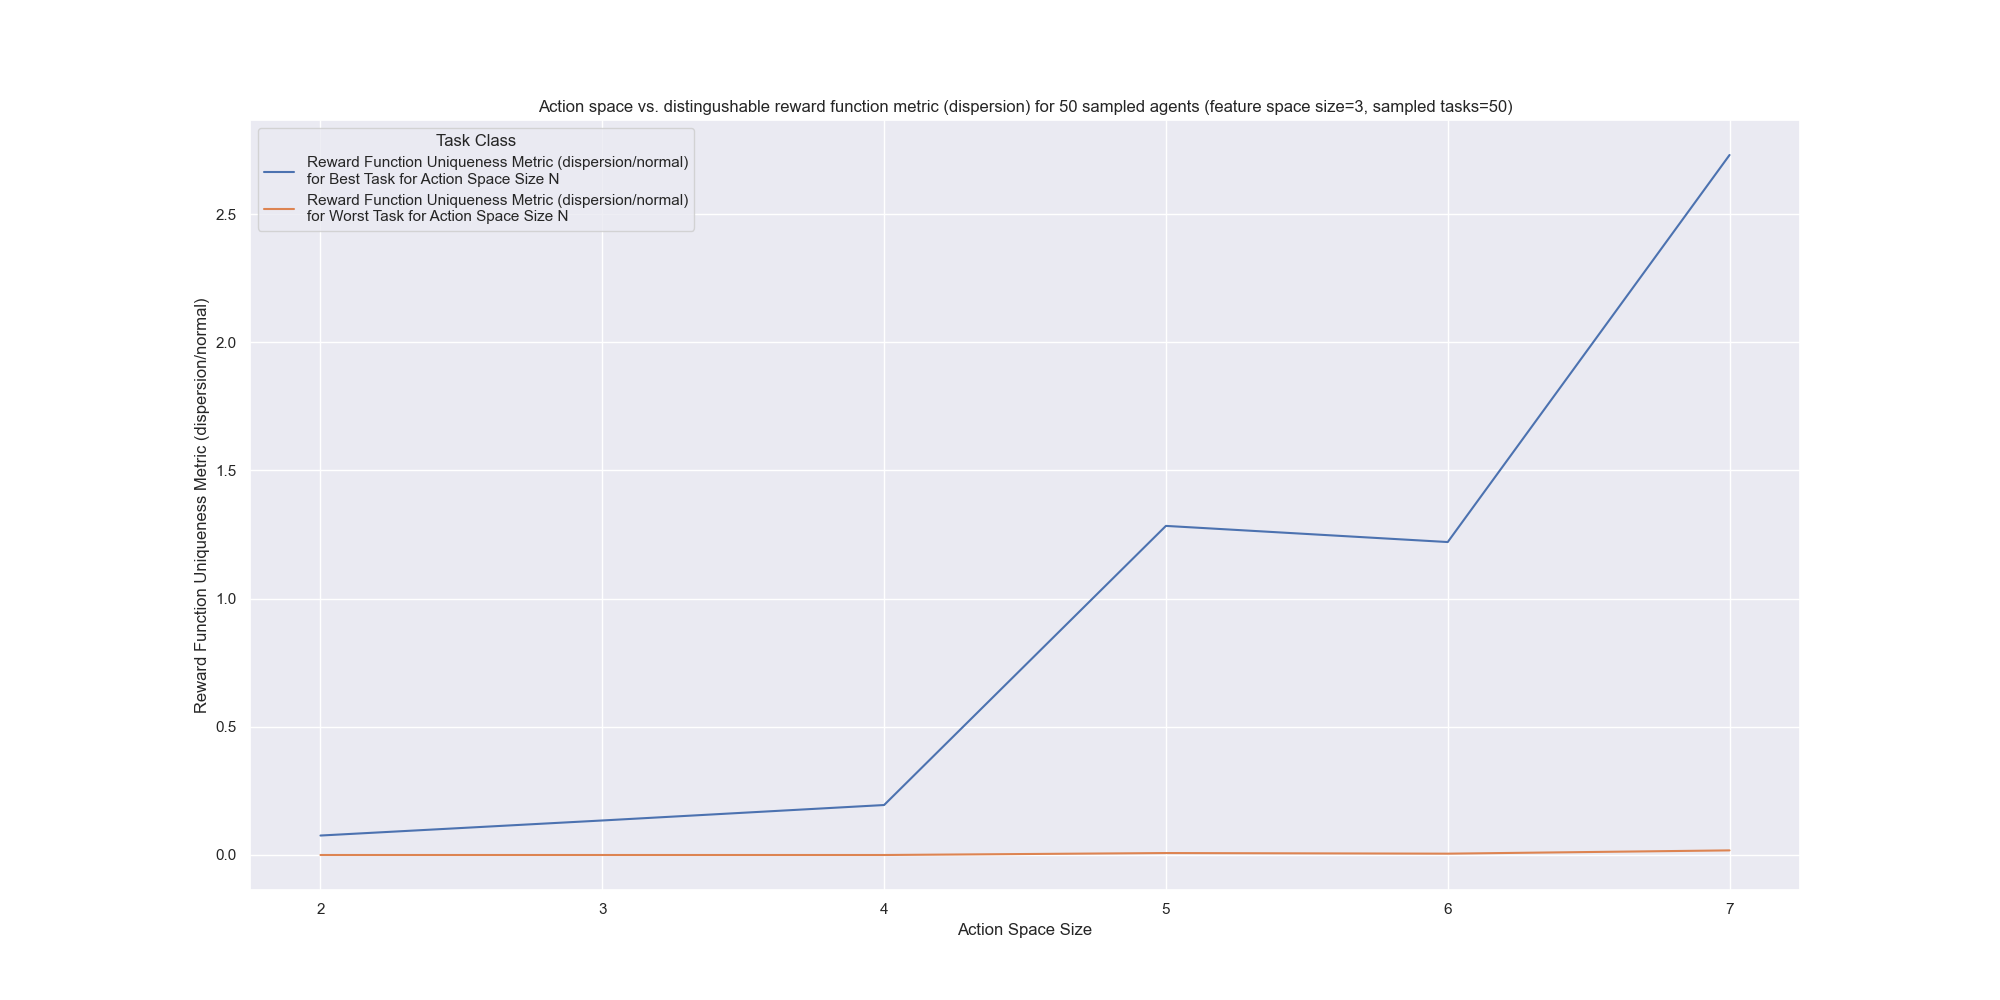 Action space vs. distingushable reward function metric (dispersion) for 50 sampled agents (feature space size=3, sampled tasks=50)
Task Class
Reward Function Uniqueness Metric (dispersion/normal)
for Best Task for Action Space Size N
Reward Function Uniqueness Metric (dispersion/normal)
for Worst Task for Action Space Size N
Reward Function Uniqueness Metric (dispersion/normal)
2.5
2.0
1.5
1.0
0.5
0.0
2 3 4 5 6 7
Action Space Size